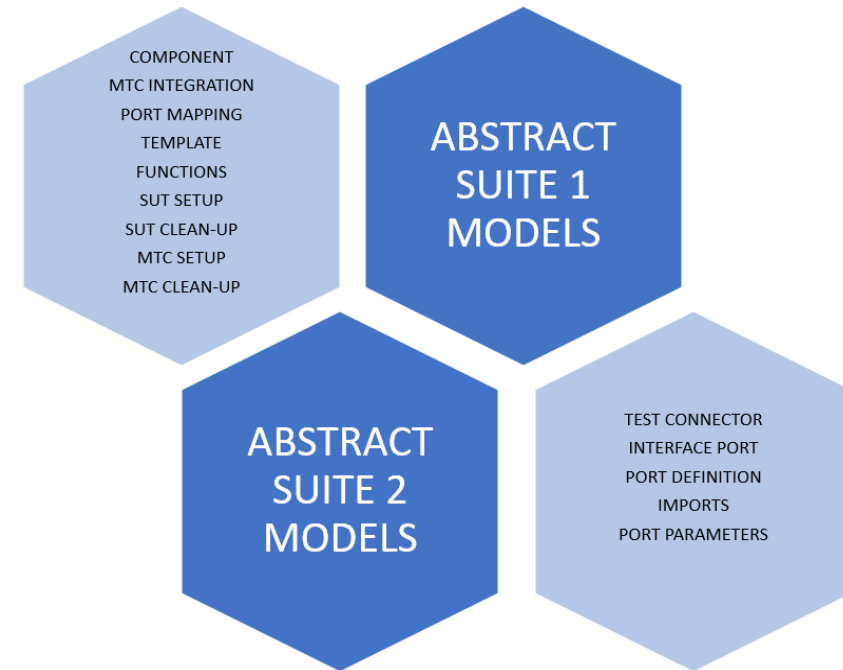 COMPONENT
MTC INTEGRATION
PORT MAPPING
TEMPLATE
FUNCTIONS
SUT SETUP
SUT CLEAN-UP
MTC SETUP
MTC CLEAN-UP
ABSTRACT
SUITE 1
MODELS
ABSTRACT
SUITE 2
MODELS
TEST CONNECTOR
INTERFACE PORT
PORT DEFINITION
IMPORTS
PORT PARAMETERS